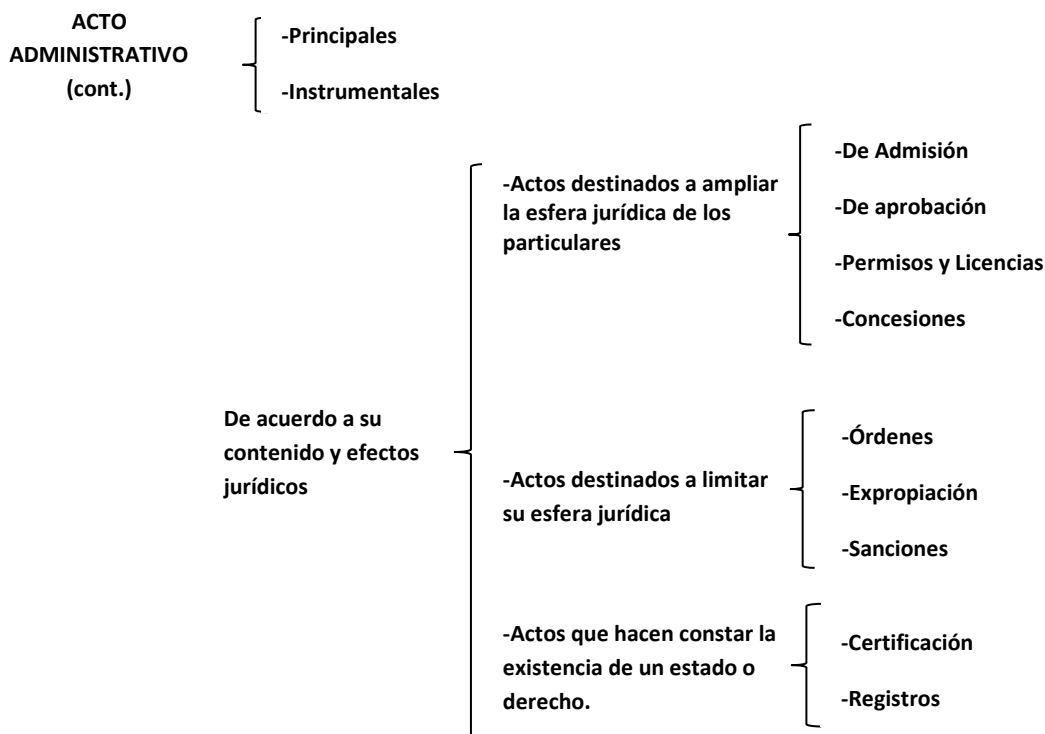 ACTO
ADMINISTRATIVO
(cont.)
-Principales
-Instrumentales
De acuerdo a su
contenido y efectos
jurídicos
-Actos destinados a ampliar
la esfera jurídica de los
particulares
-De Admisión
-De aprobación
-Permisos y Licencias
-Concesiones
-Actos destinados a limitar
su esfera jurídica
-Órdenes
-Expropiación
-Sanciones
-Actos que hacen constar la
existencia de un estado o
derecho.
-Certificación
-Registros